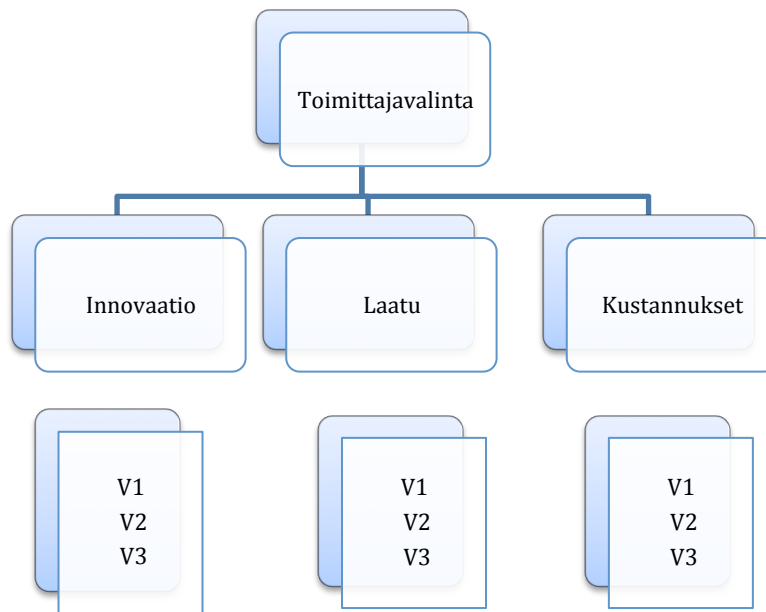 Toimittajavalinta
Innovaatio
Laatu
Kustannukset
V1
V2
V3
V1
V2
V3
V1
V2
V3